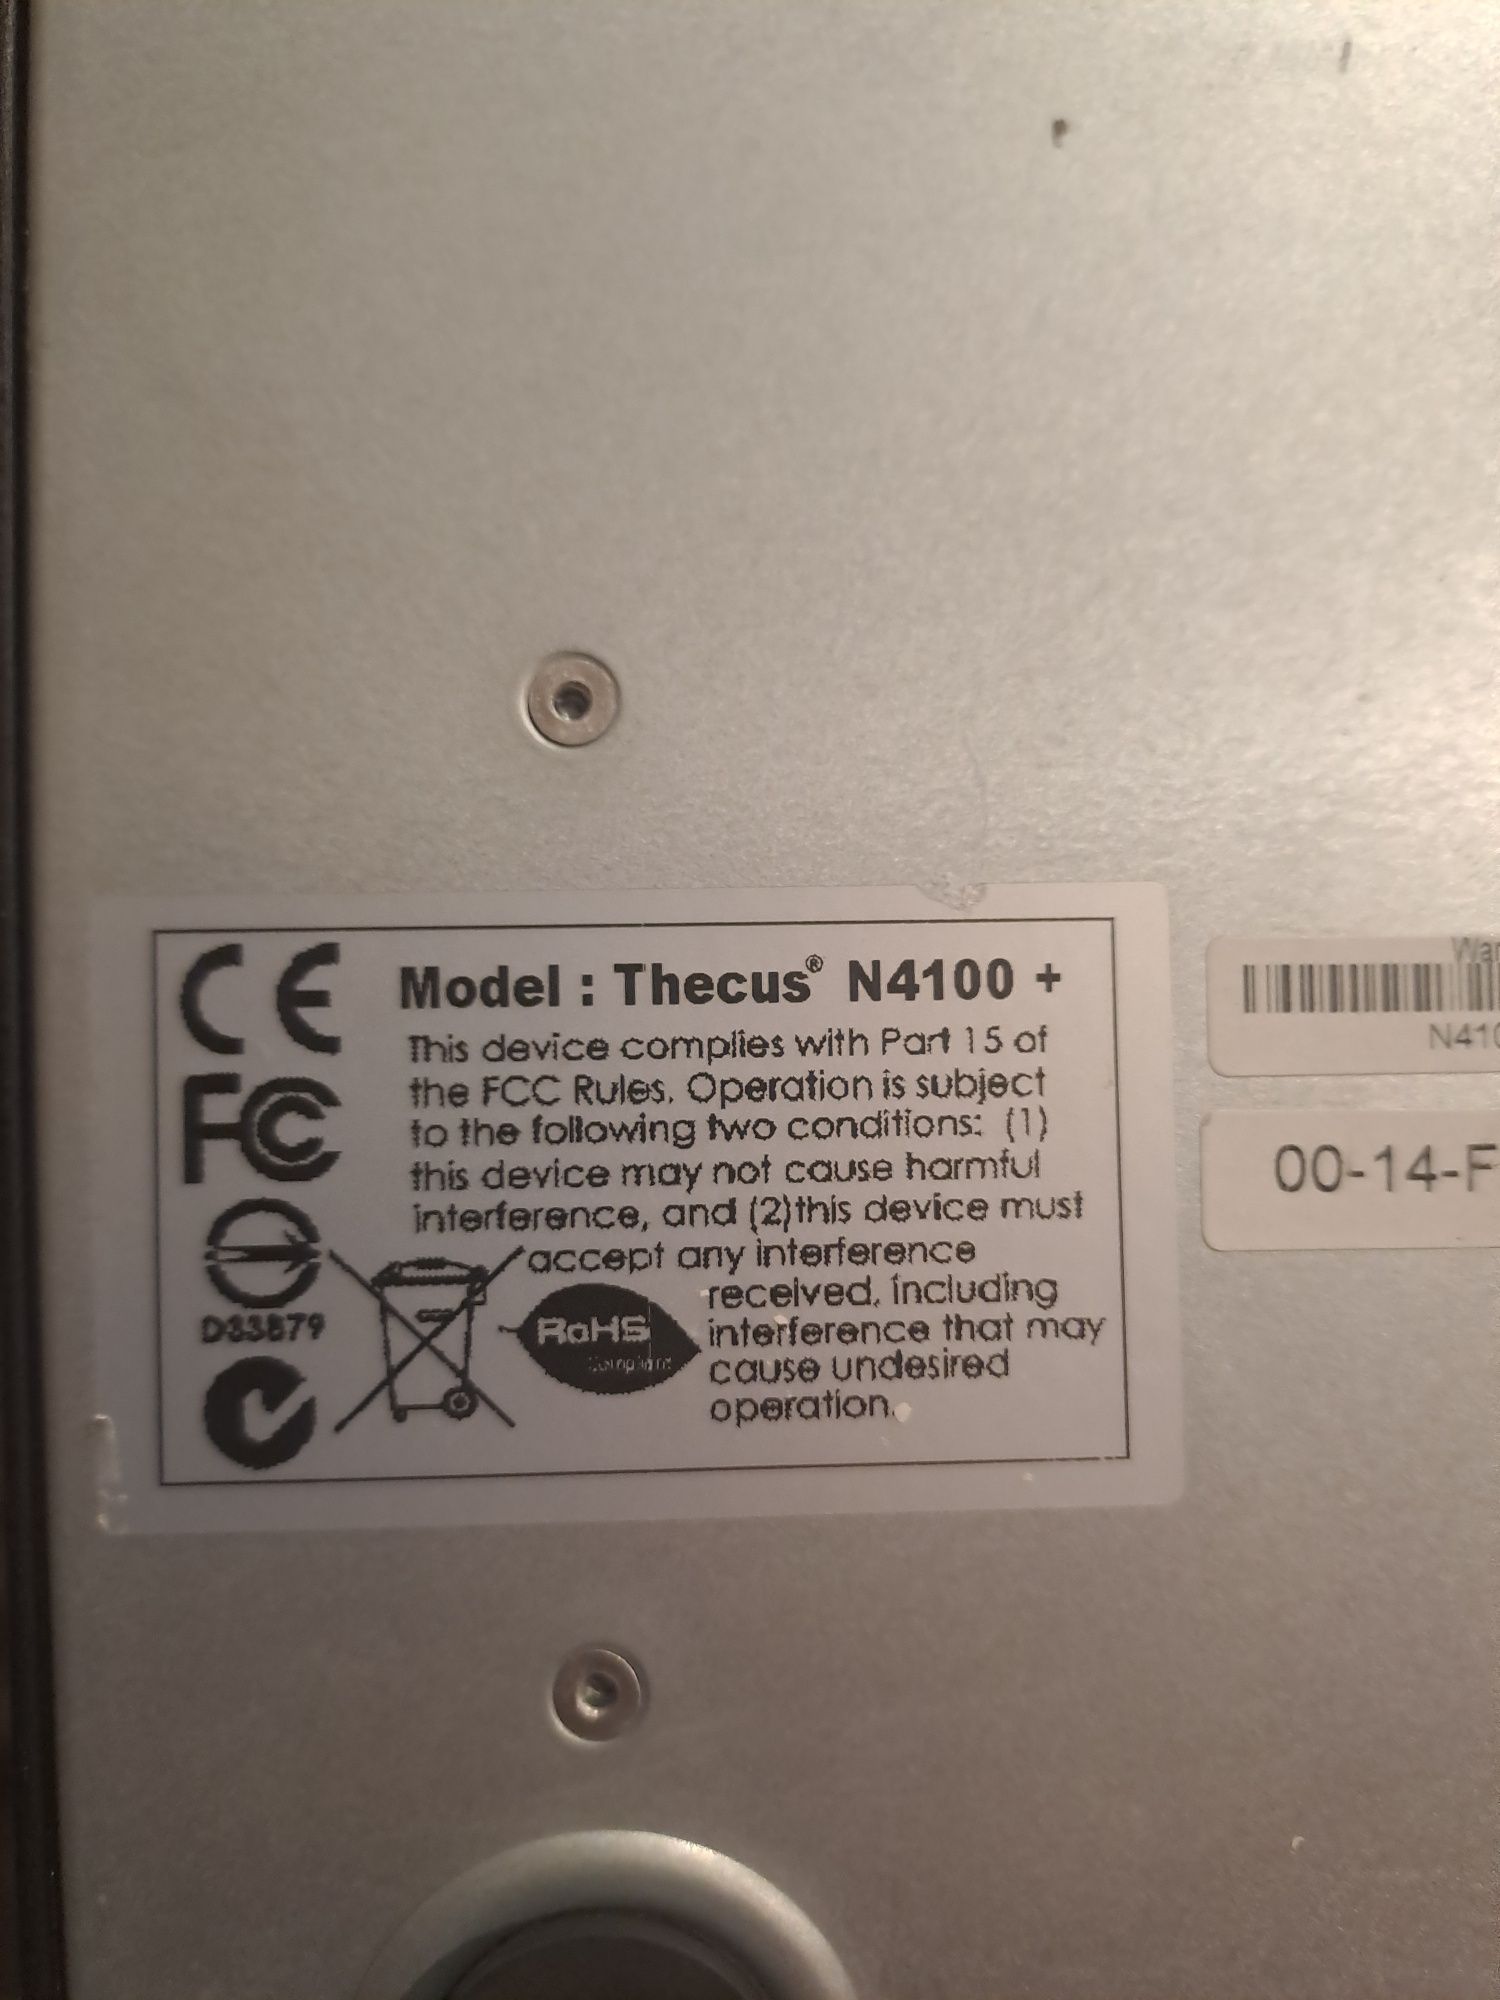 CE
Model : Thecus® N4100 +
This device complies with Part 15 of
the FCC Rules. Operation is subject
to the following two conditions: (1)
this device may not cause harmful
interference, and (2)this device must
accept any interference
received, including
interference that may
cause undesired
operation.
FC
D33879
RoHS
Compliant
War
N410
00-14-F